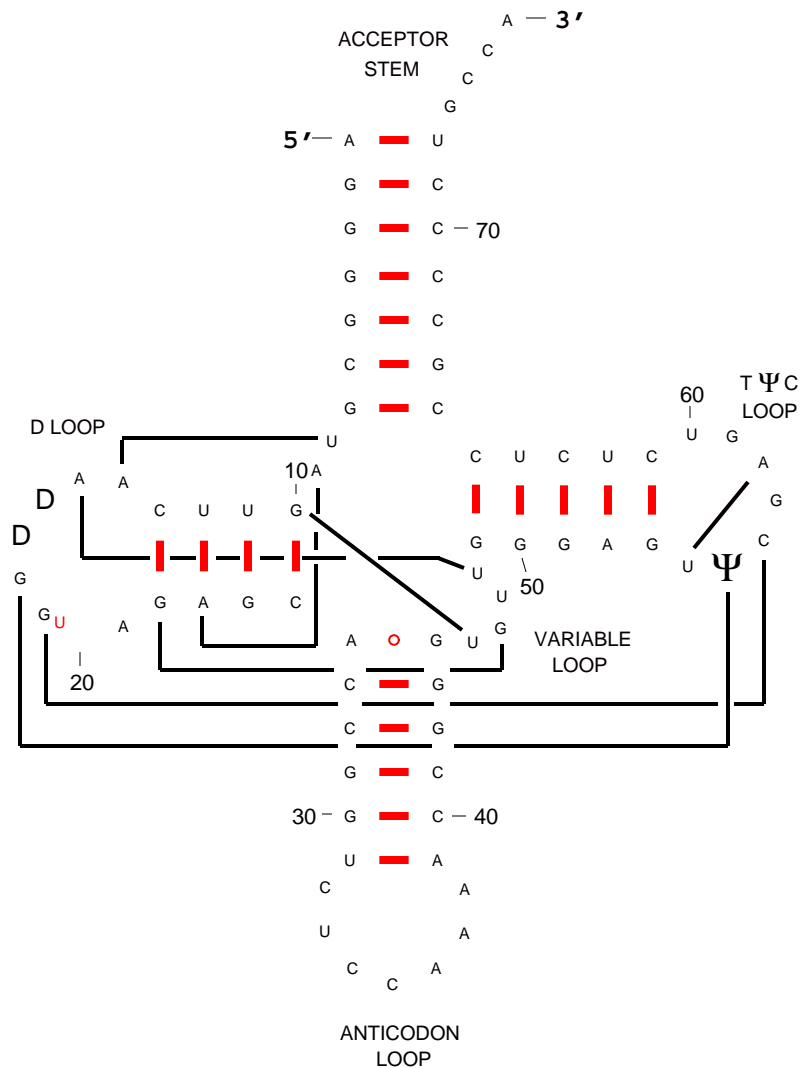 A — 3′
ACCEPTOR
STEM
C
C
G
5′ — A U
G C
G C — 70
G C
G C
C G
G C
60
T Ψ C
LOOP
D LOOP
U
U G
A A
10 A
C U C U C
A
D
C U U G
G
D
G G A G U
C
Ψ
G
50
U
G A G C
U
G U
A
A G
U G
VARIABLE
LOOP
20
C G
C G
G C
30 — G C — 40
U A
C A
U A
C A
C
ANTICODON
LOOP